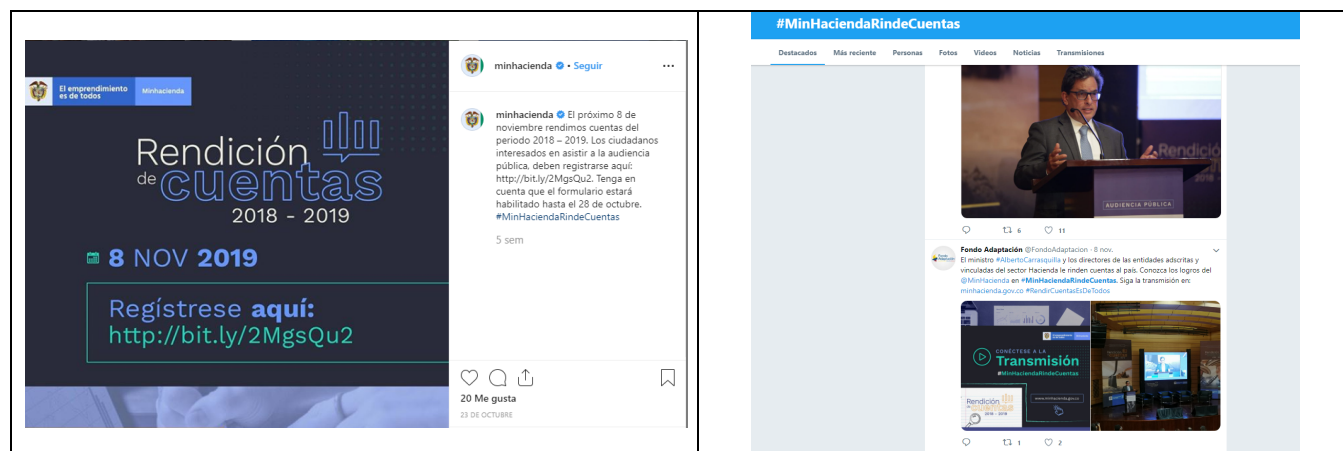 El emprendimiento
es de todos
Minhacienda
Rendición
de cuentas
2018 - 2019
8 NOV 2019
Regístrese aquí:
http://bit.ly/2MgsQu2
minhacienda • Seguir
minhacienda El próximo 8 de
noviembre rendimos cuentas del
periodo 2018 – 2019. Los ciudadanos
interesados en asistir a la audiencia
pública, deben registrarse aquí:
http://bit.ly/2MgsQu2. Tenga en
cuenta que el formulario estará
habilitado hasta el 28 de octubre.
#MinHaciendaRindeCuentas
5 sem
20 Me gusta
23 DE OCTUBRE
#MinHaciendaRindeCuentas
Destacados Más reciente Personas Fotos Videos Noticias Transmisiones
Rendició
AUDIENCIA PÚBLICA
6 11
Fondo Adaptación @FondoAdaptacion · 8 nov.
El ministro #AlbertoCarrasquilla y los directores de las entidades adscritas y
vinculadas del sector Hacienda le rinden cuentas al país. Conozca los logros del
@MinHacienda en #MinHaciendaRindeCuentas. Siga la transmisión en:
minhacienda.gov.co #RendirCuentasEsDeTodos
CONÉCTESE A LA
Transmisión
#MinHaciendaRindeCuentas
Rendición
de cuentas
2018 - 2019
www.minhacienda.gov.co
1 2